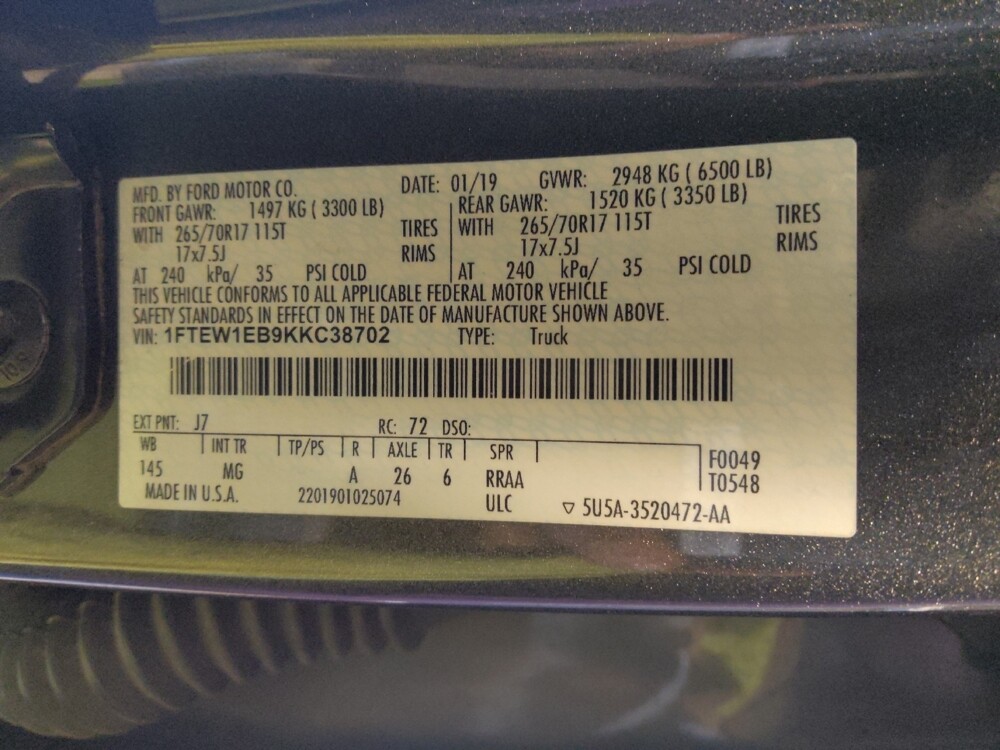 MFD. BY FORD MOTOR CO. DATE: 01/19 GVWR: 2948 KG ( 6500 LB)
FRONT GAWR: 1497 KG ( 3300 LB) REAR GAWR: 1520 KG ( 3350 LB)
WITH 265/70R17 115T TIRES WITH 265/70R17 115T TIRES
17x7.5J RIMS 17x7.5J RIMS
AT 240 kPa/ 35 PSI COLD AT 240 kPa/ 35 PSI COLD
THIS VEHICLE CONFORMS TO ALL APPLICABLE FEDERAL MOTOR VEHICLE
SAFETY STANDARDS IN EFFECT ON THE DATE OF MANUFACTURE SHOWN ABOVE.
VIN: 1FTEW1EB9KKC38702 TYPE: Truck
EXT PNT: J7 RC: 72 DSO:
WB INT TR TP/PS R AXLE TR SPR F0049
145 MG A 26 6 RRAA T0548
MADE IN U.S.A. 2201901025074 ULC ▽ 5U5A-3520472-AA